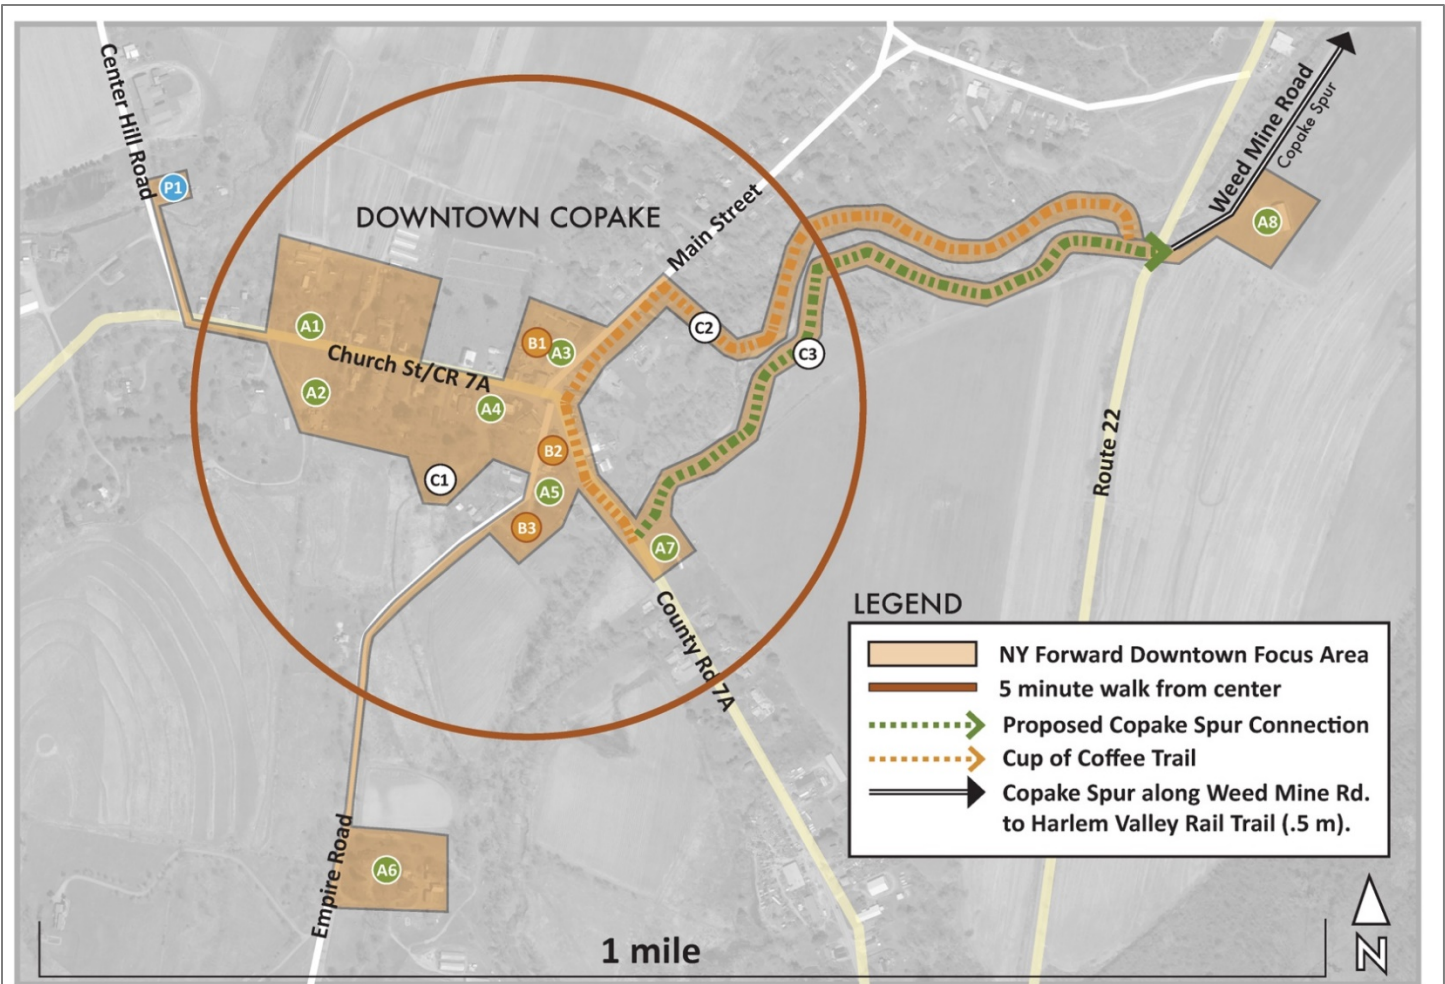 Center Hill Road
P1
DOWNTOWN COPAKE
Main Street
Weed Mine Road
Copake Spur
A8
A1
Church St/CR 7A
B1
A3
C2
C3
A2
A4
B2
C1
A5
B3
A7
Route 22
County Rd 7A
Empire Road
A6
LEGEND
NY Forward Downtown Focus Area
5 minute walk from center
Proposed Copake Spur Connection
Cup of Coffee Trail
Copake Spur along Weed Mine Rd.
to Harlem Valley Rail Trail (.5 m).
1 mile
N